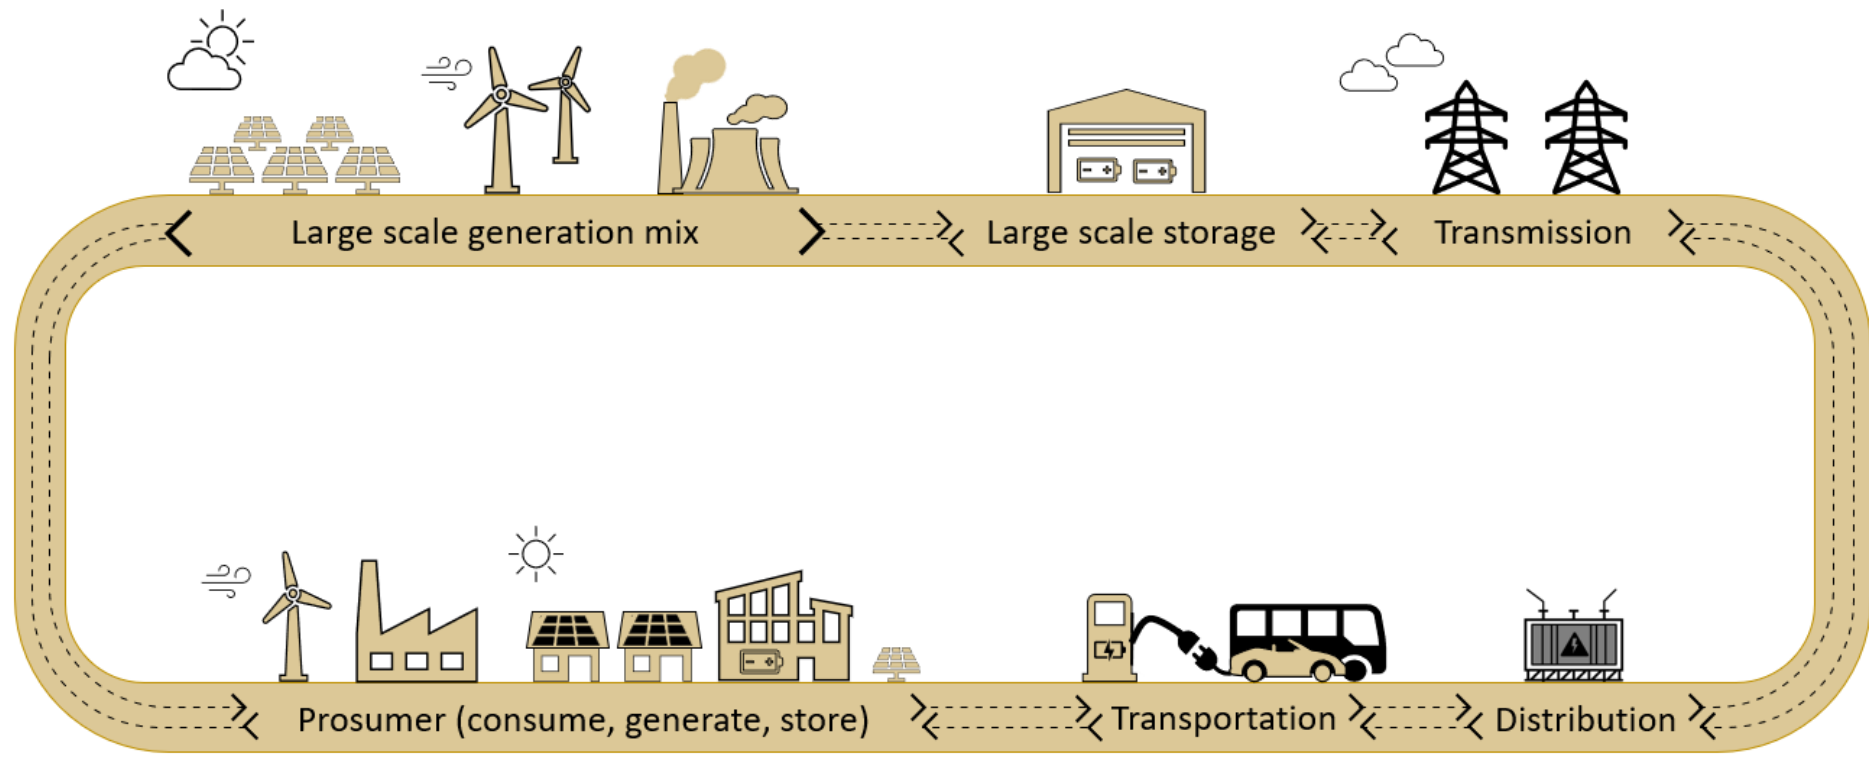 Large scale generation mix
Large scale storage
Transmission
Prosumer (consume, generate, store)
Transportation
Distribution